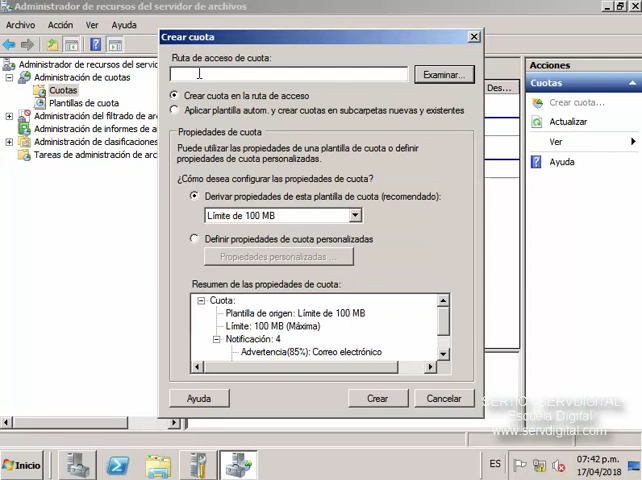 Administrador de recursos del servidor de archivos
Archivo Acción Ver Ayuda
Administrador de recursos del servido
Administración de cuotas
Cuotas
Plantillas de cuota
Administración del filtrado de ar
Administración de informes de a
Administración de clasificaciones
Tareas de administración de arc
Crear cuota
Ruta de acceso de cuota:
Examinar...
Crear cuota en la ruta de acceso
Aplicar plantilla autom. y crear cuotas en subcarpetas nuevas y existentes
Propiedades de cuota
Puede utilizar las propiedades de una plantilla de cuota o definir
propiedades de cuota personalizadas.
¿Cómo desea configurar las propiedades de cuota?
Derivar propiedades de esta plantilla de cuota (recomendado):
Límite de 100 MB
Definir propiedades de cuota personalizadas
Propiedades personalizadas ...
Resumen de las propiedades de cuota:
Cuota:
Plantilla de origen: Límite de 100 MB
Límite: 100 MB (Máxima)
Notificación: 4
Advertencia(85%): Correo electrónico
Ayuda Crear Cancelar
Des...
Acciones
Cuotas
Crear cuota...
Actualizar
Ver
Ayuda
Escuela Digital
www.servdigital.com
Inicio
ES
07:42 p.m.
17/04/2018